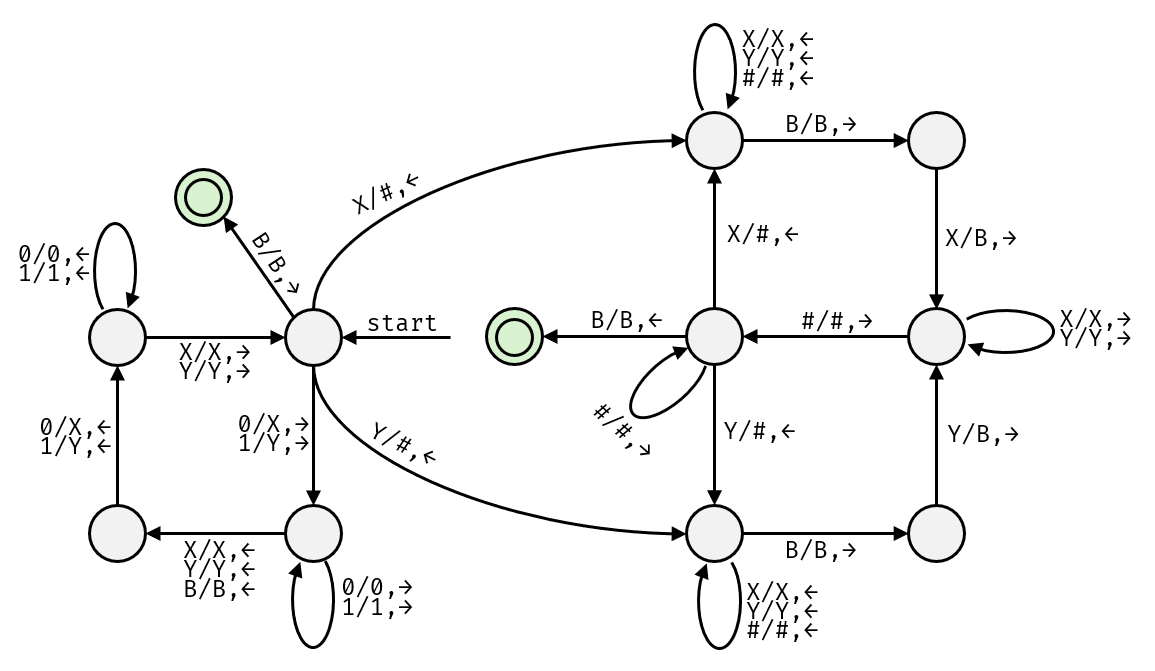 X/X,←
Y/Y,←
#/#,←
B/B,→
X/#,←
B/B,→
0/0,←
1/1,←
X/#,←
X/B,→
start
B/B,←
#/#,→
X/X,→
Y/Y,→
X/X,→
Y/Y,→
#/#,→
0/X,←
1/Y,←
0/X,→
1/Y,→
Y/#,←
Y/#,←
Y/B,→
X/X,←
Y/Y,←
B/B,←
B/B,→
0/0,→
1/1,→
X/X,←
Y/Y,←
#/#,←